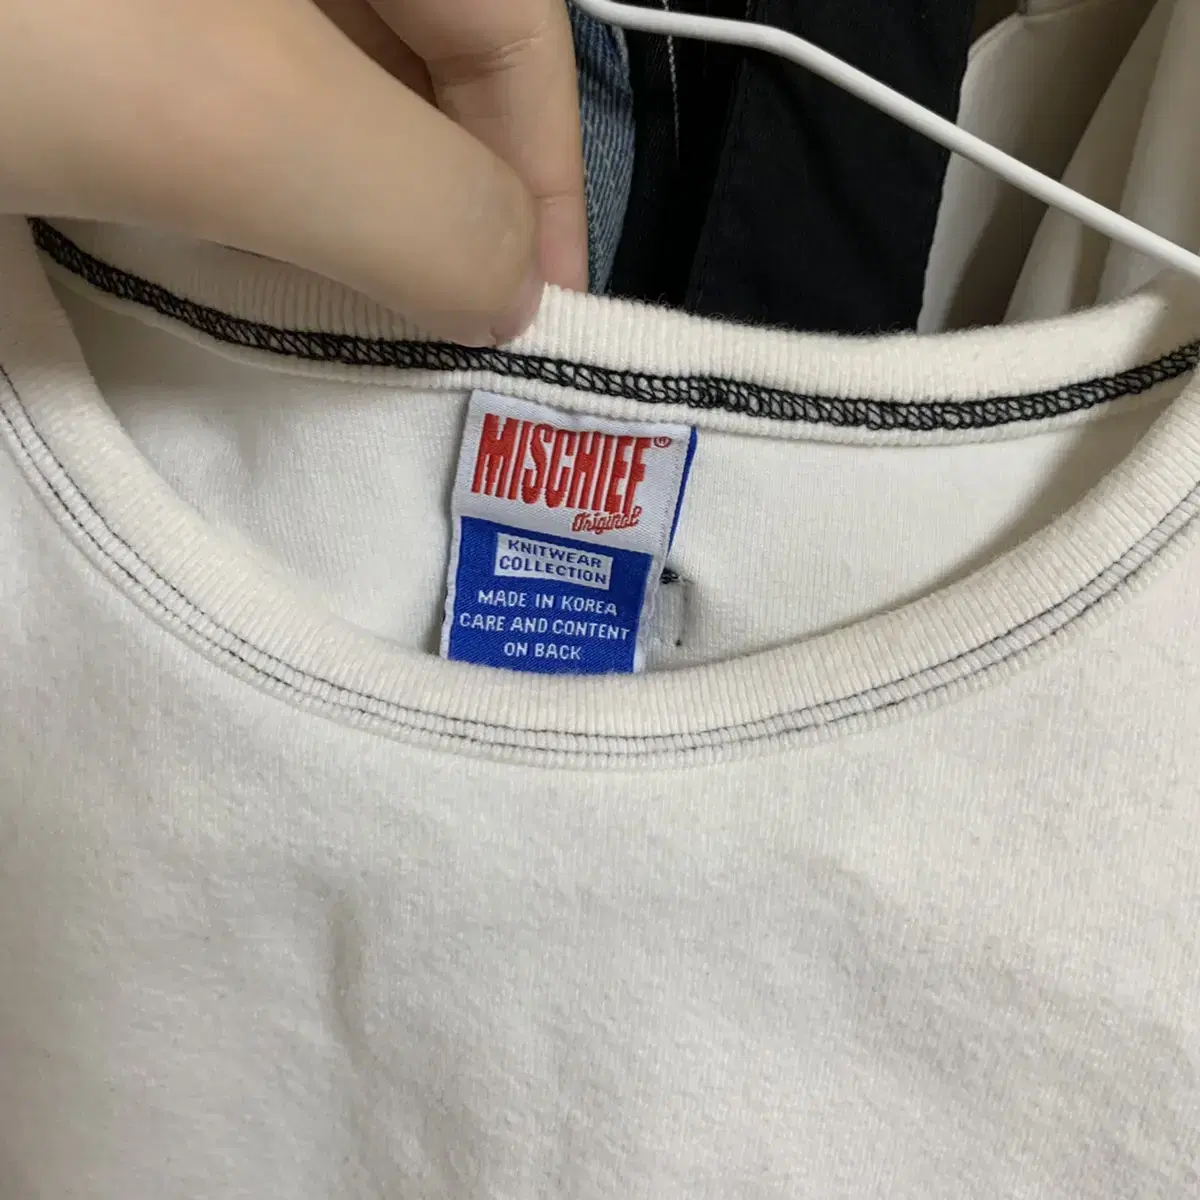 MISCHIEF®
Original
KNITWEAR
COLLECTION
MADE IN KOREA
CARE AND CONTENT
ON BACK